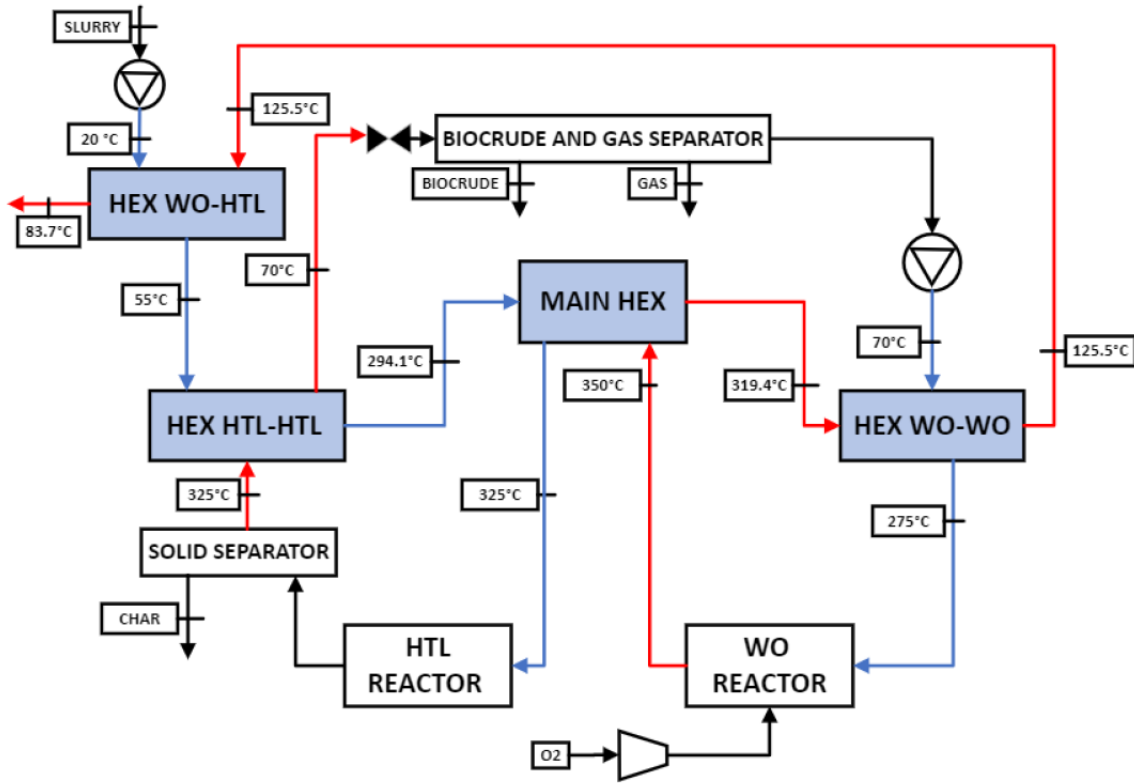 SLURRY
20 °C
125.5°C
BIOCRUDE AND GAS SEPARATOR
BIOCRUDE
GAS
HEX WO-HTL
83.7°C
55°C
70°C
MAIN HEX
70°C
125.5°C
294.1°C
350°C
319.4°C
HEX HTL-HTL
HEX WO-WO
325°C
325°C
275°C
SOLID SEPARATOR
CHAR
HTL
REACTOR
WO
REACTOR
O2